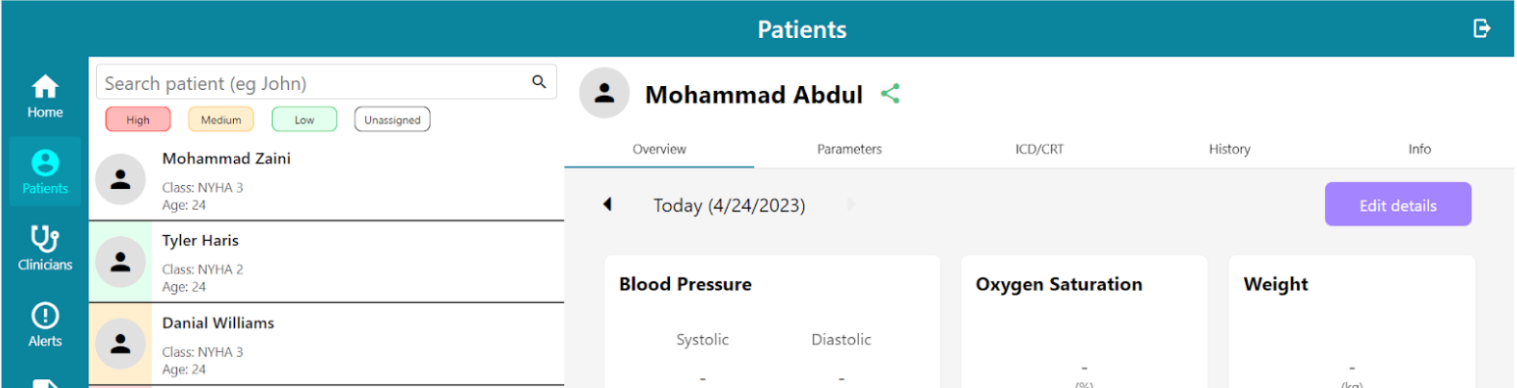 Patients
Home
Patients
Clinicians
Alerts
Search patient (eg John)
High Medium Low Unassigned
Mohammad Zaini
Class: NYHA 3
Age: 24
Tyler Haris
Class: NYHA 2
Age: 24
Danial Williams
Class: NYHA 3
Age: 24
Mohammad Abdul
Overview Parameters ICD/CRT History Info
Today (4/24/2023) Edit details
Blood Pressure Oxygen Saturation Weight
Systolic Diastolic
- - - -
(%) (kg)